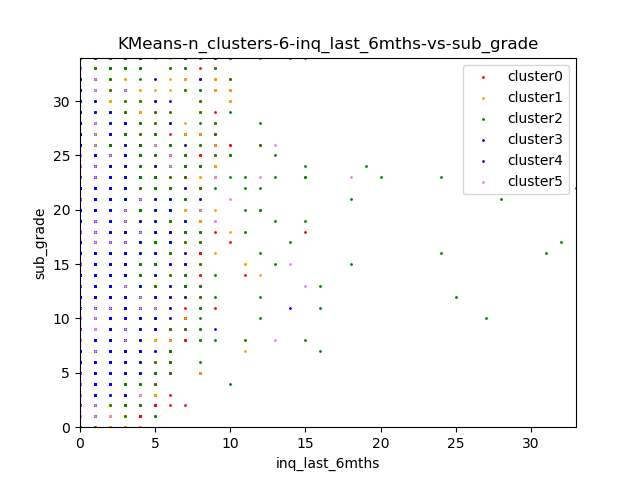 KMeans-n_clusters-6-inq_last_6mths-vs-sub_grade
cluster0
cluster1
cluster2
cluster3
cluster4
cluster5
30
25
20
15
10
5
0
sub_grade
0 5 10 15 20 25 30
inq_last_6mths